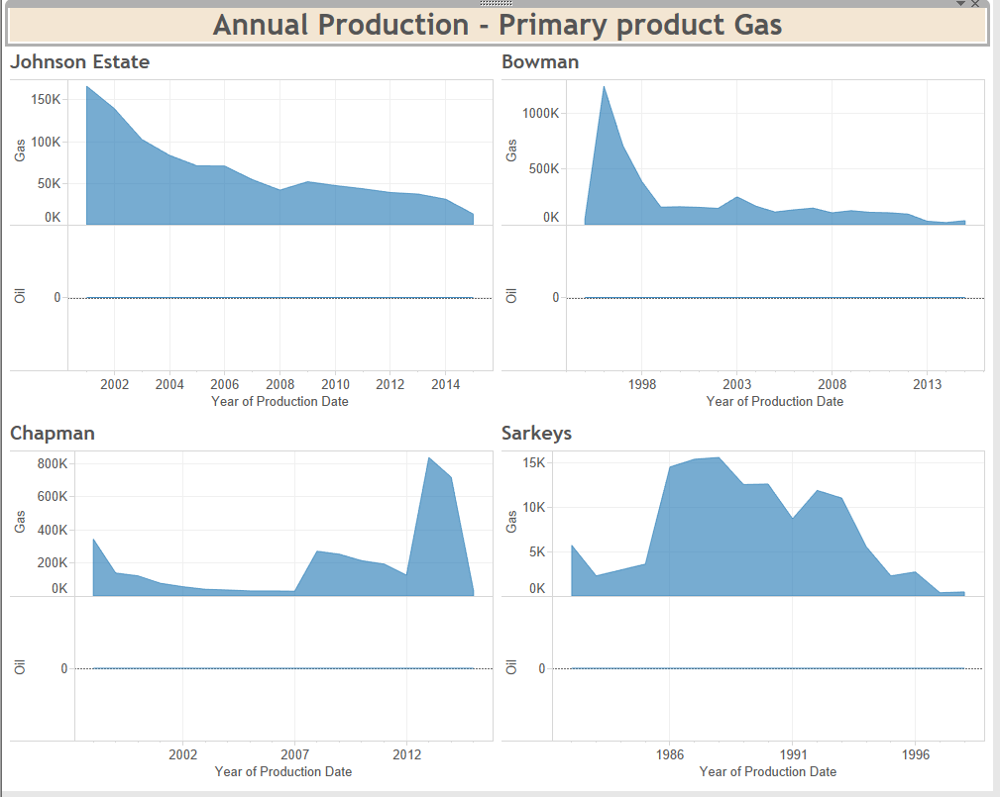 Annual Production - Primary product Gas
Johnson Estate
150K
100K
50K
0K
Gas
0
Oil
2002 2004 2006 2008 2010 2012 2014
Year of Production Date
Bowman
1000K
500K
0K
Gas
0
Oil
1998 2003 2008 2013
Year of Production Date
Chapman
800K
600K
400K
200K
0K
Gas
0
Oil
2002 2007 2012
Year of Production Date
Sarkeys
15K
10K
5K
0K
Gas
0
Oil
1986 1991 1996
Year of Production Date